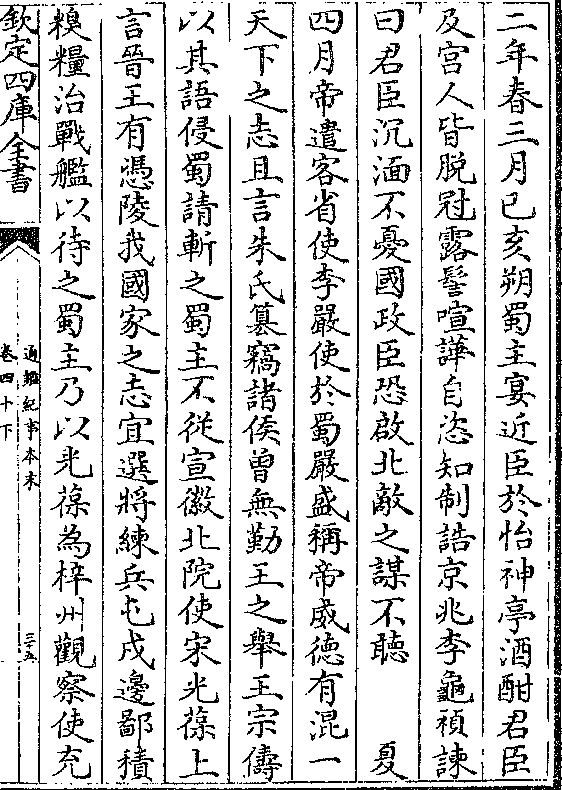 二年春三月己亥朔蜀主宴近臣於怡神亭酒酣君臣
及宫人皆脱冠露髻喧譁自恣知制誥京兆李龜禎諫
曰君臣沉湎不憂國政臣恐啟北敵之謀不聽　　夏
四月帝遣客省使李嚴使於蜀嚴盛稱帝威徳有混一
天下之志且言朱氏簒竊諸侯曾無勤王之舉王宗儔
以其語侵蜀請斬之蜀主不從宣徽北院使宋光葆上
言晉王有憑陵我國家之志宜選將練兵屯戍邊鄙積
糗糧治戰艦以待之蜀主乃以光葆為梓州觀察使充
欽定四庫全書
通鑑紀事本末
卷四十下
三十五